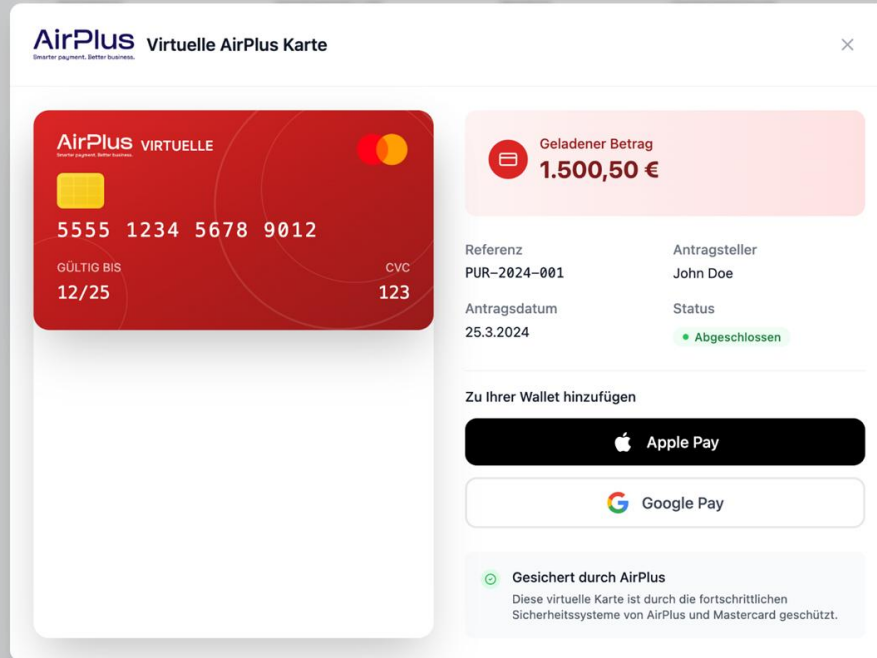 AirPlus
Smarter payment. Better business.
Virtuelle AirPlus Karte
AirPlus VIRTUELLE
Smarter payment. Better business.
5555 1234 5678 9012
GÜLTIG BIS
CVC
12/25
123
Geladener Betrag
1.500,50 €
Referenz
PUR-2024-001
Antragsteller
John Doe
Antragsdatum
25.3.2024
Status
Abgeschlossen
Zu Ihrer Wallet hinzufügen
Apple Pay
Google Pay
Gesichert durch AirPlus
Diese virtuelle Karte ist durch die fortschrittlichen
Sicherheitssysteme von AirPlus und Mastercard geschützt.